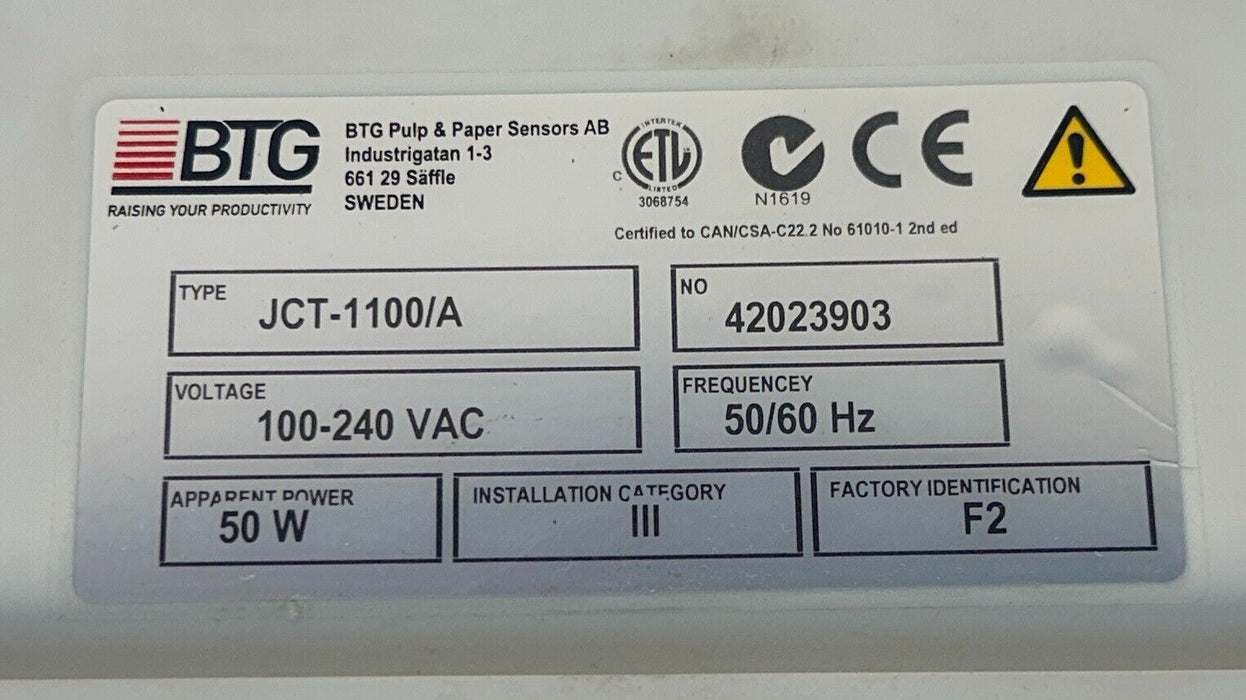 BTG
RAISING YOUR PRODUCTIVITY
BTG Pulp & Paper Sensors AB
Industrigatan 1-3
661 29 Säffle
SWEDEN
INTERTEK
C ETL
LISTED
3068754
N1619
CE
Certified to CAN/CSA-C22.2 No 61010-1 2nd ed
TYPE
JCT-1100/A
NO
42023903
VOLTAGE
100-240 VAC
FREQUENCEY
50/60 Hz
APPARENT POWER
50 W
INSTALLATION CATEGORY
III
FACTORY IDENTIFICATION
F2